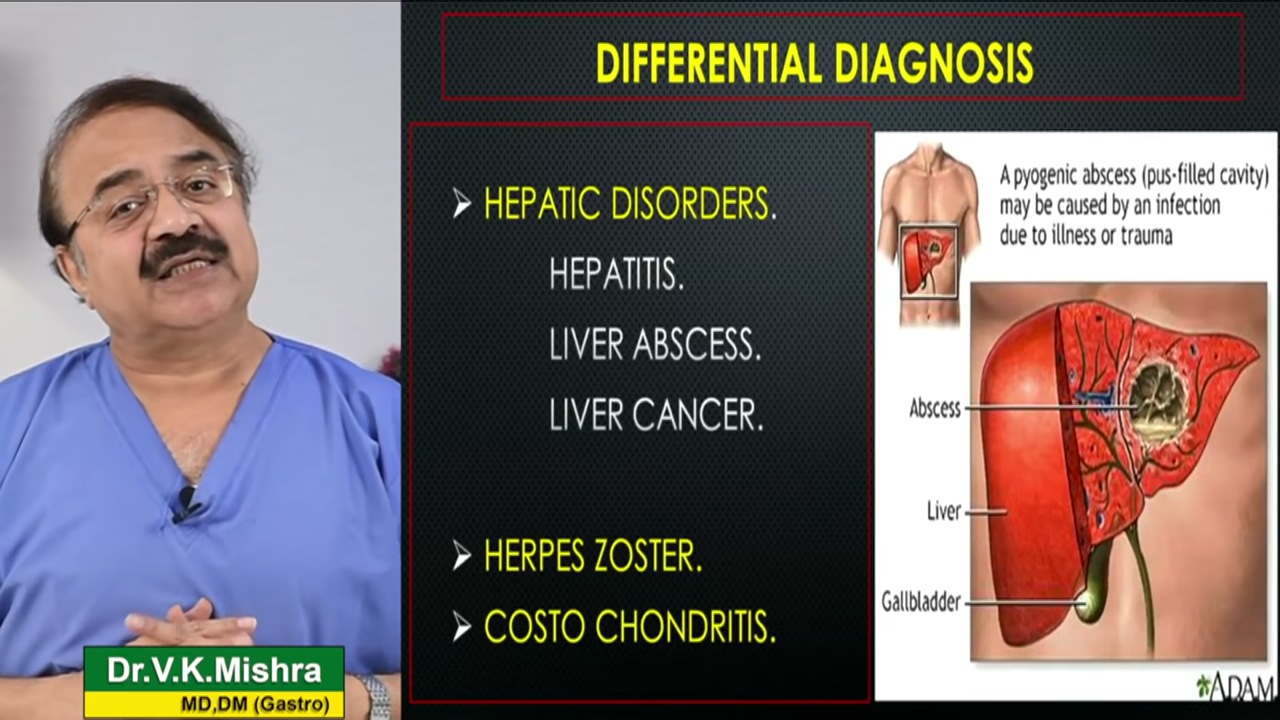 DIFFERENTIAL DIAGNOSIS
HEPATIC DISORDERS.
HEPATITIS.
LIVER ABSCESS.
LIVER CANCER.
HERPES ZOSTER.
COSTO CHONDRITIS.
A pyogenic abscess (pus-filled cavity)
may be caused by an infection
due to illness or trauma
Abscess
Liver
Gallbladder
ADAM
Dr.V.K.Mishra
MD,DM (Gastro)